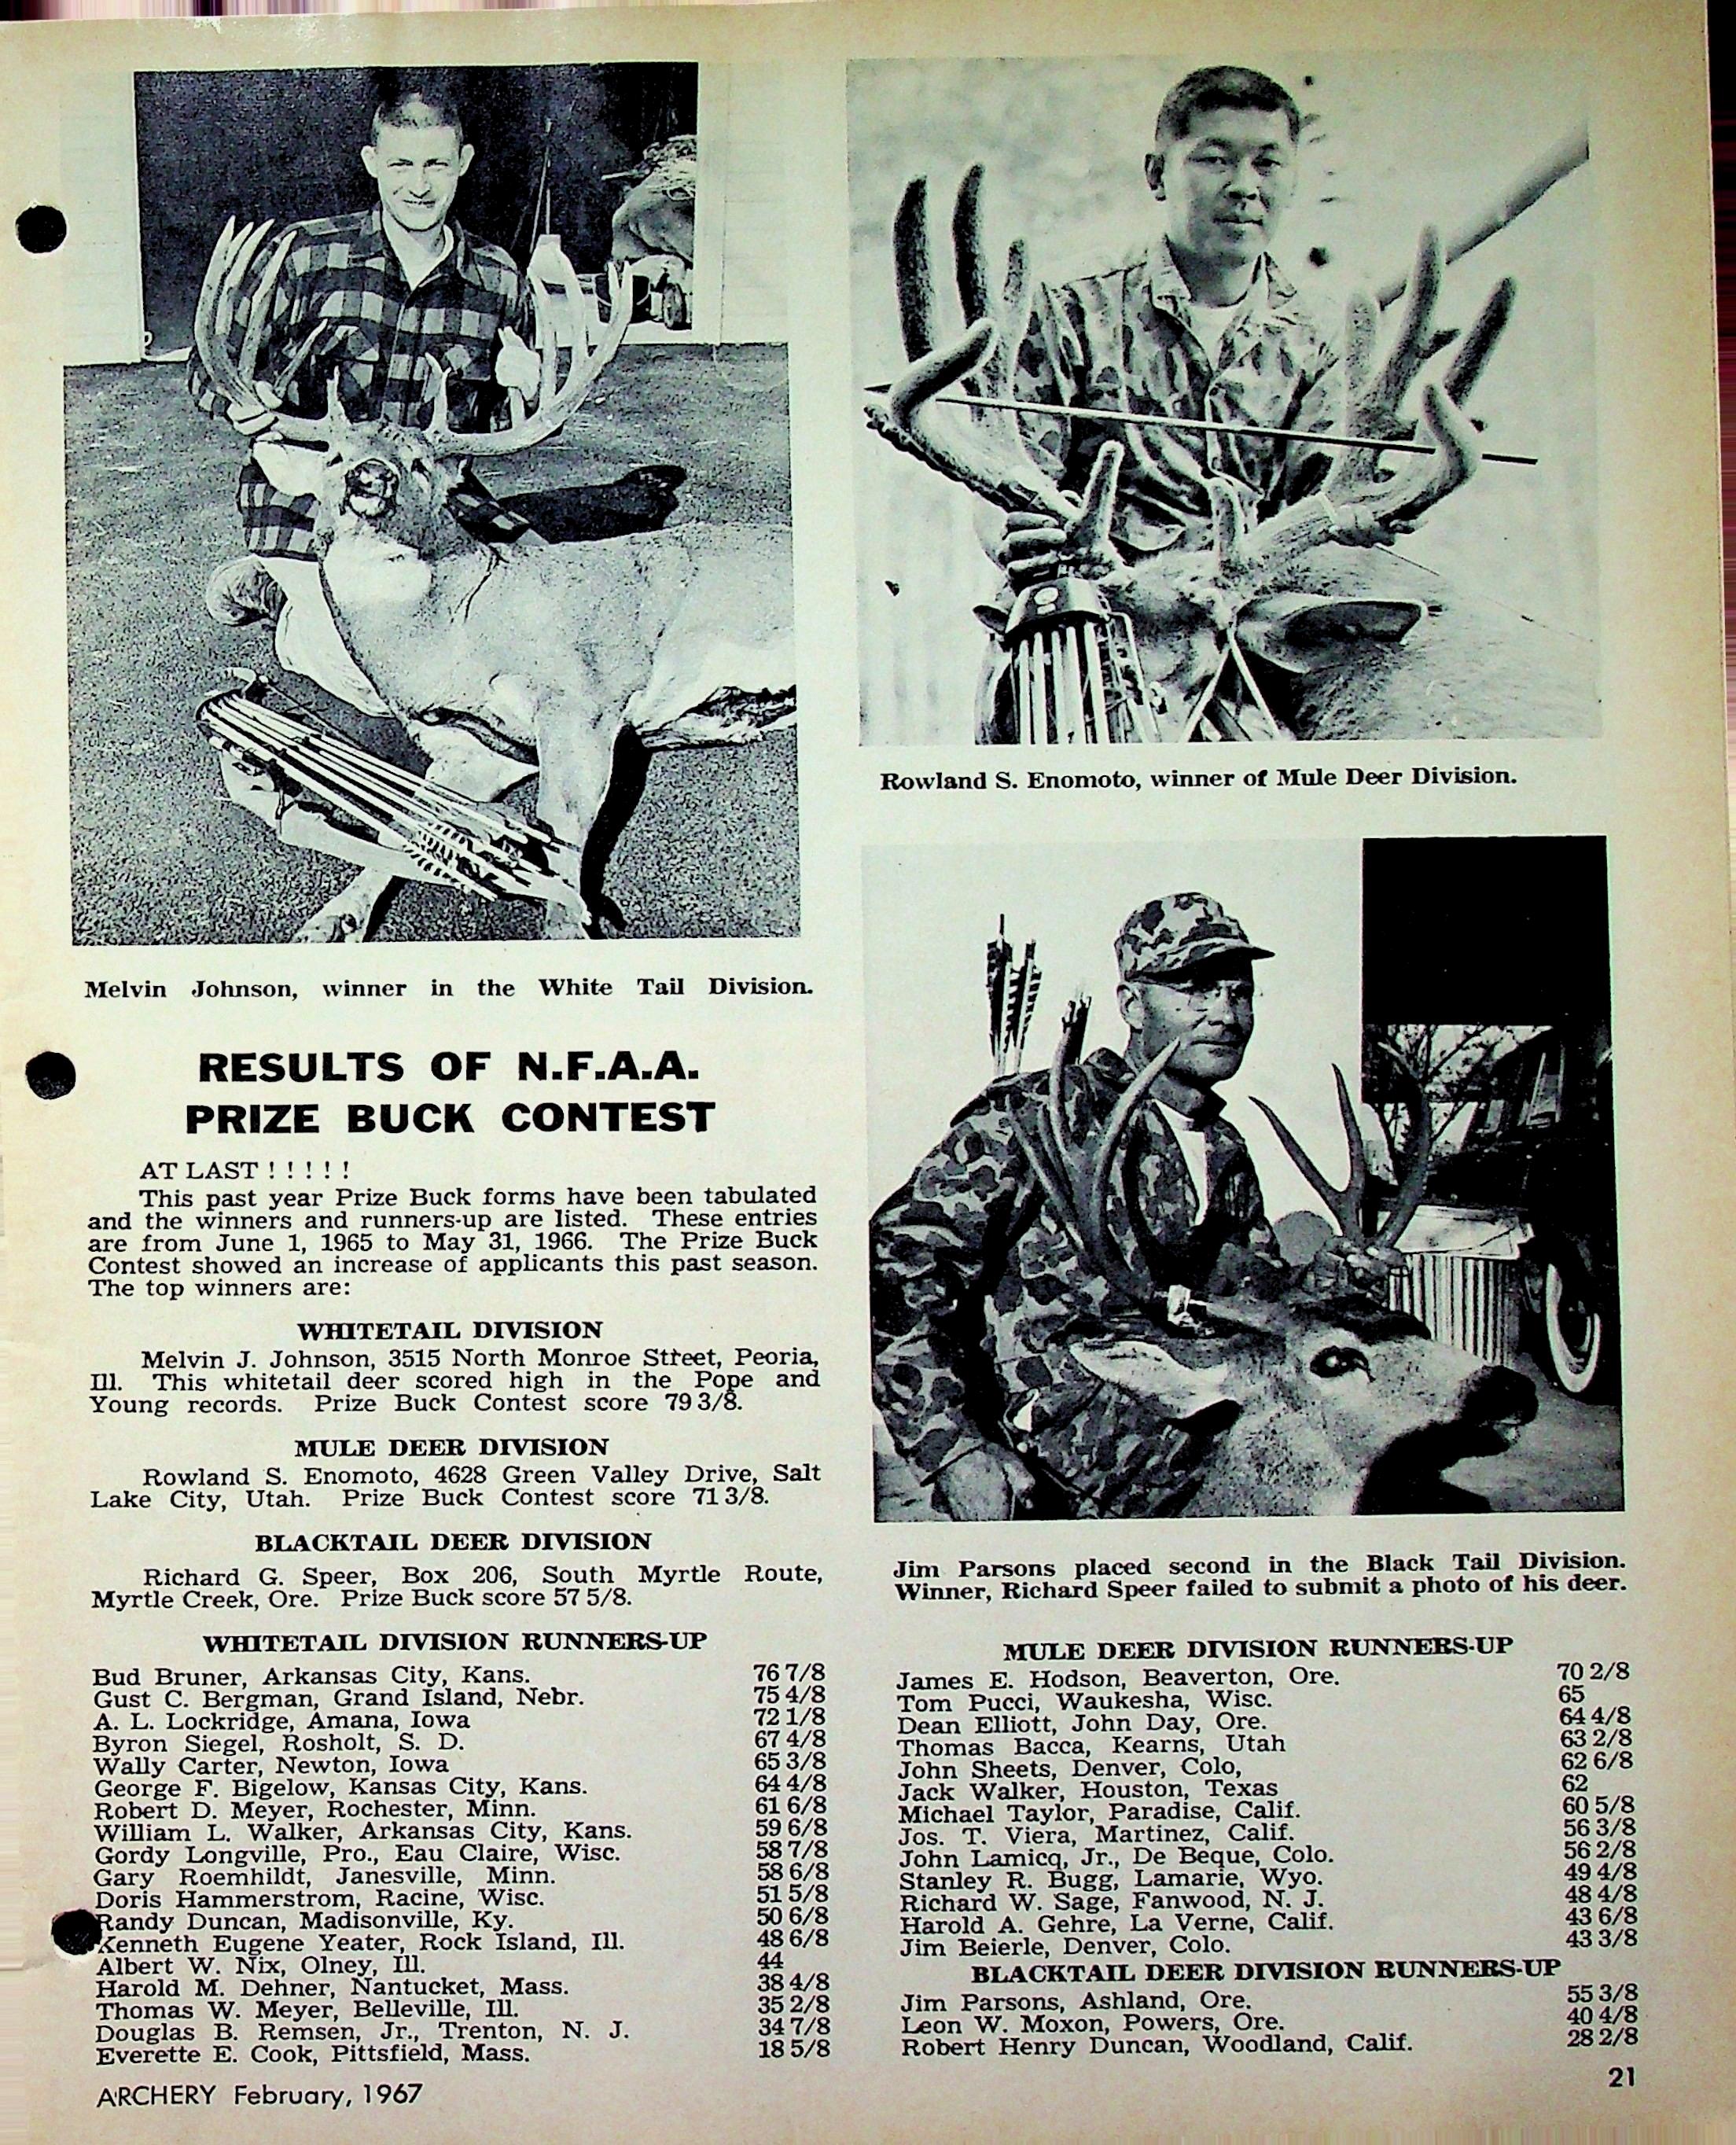 Melvin Johnson, winner in the White Tail Division.
RESULTS OF N.F.A.A.
PRIZE BUCK CONTEST
AT LAST ! ! ! ! !
This past year Prize Buck forms have been tabulated
and the winners and runners-up are listed. These entries
are from June 1, 1965 to May 31, 1966. The Prize Buck
Contest showed an increase of applicants this past season.
The top winners are:
WHITETAIL DIVISION
Melvin J. Johnson, 3515 North Monroe Street, Peoria,
Ill. This whitetail deer scored high in the Pope and
Young records. Prize Buck Contest score 79 3/8.
MULE DEER DIVISION
Rowland S. Enomoto, 4628 Green Valley Drive, Salt
Lake City, Utah. Prize Buck Contest score 71 3/8.
BLACKTAIL DEER DIVISION
Richard G. Speer, Box 206, South Myrtle Route,
Myrtle Creek, Ore. Prize Buck score 57 5/8.
WHITETAIL DIVISION RUNNERS-UP
Bud Bruner, Arkansas City, Kans. 76 7/8
Gust C. Bergman, Grand Island, Nebr. 75 4/8
A. L. Lockridge, Amana, Iowa 72 1/8
Byron Siegel, Rosholt, S. D. 67 4/8
Wally Carter, Newton, Iowa 65 3/8
George F. Bigelow, Kansas City, Kans. 64 4/8
Robert D. Meyer, Rochester, Minn. 61 6/8
William L. Walker, Arkansas City, Kans. 59 6/8
Gordy Longville, Pro., Eau Claire, Wisc. 58 7/8
Gary Roemhildt, Janesville, Minn. 58 6/8
Doris Hammerstrom, Racine, Wisc. 51 5/8
Randy Duncan, Madisonville, Ky. 50 6/8
Kenneth Eugene Yeater, Rock Island, Ill. 48 6/8
Albert W. Nix, Olney, Ill. 44
Harold M. Dehner, Nantucket, Mass. 38 4/8
Thomas W. Meyer, Belleville, Ill. 35 2/8
Douglas B. Remsen, Jr., Trenton, N. J. 34 7/8
Everette E. Cook, Pittsfield, Mass. 18 5/8
Rowland S. Enomoto, winner of Mule Deer Division.
Jim Parsons placed second in the Black Tail Division.
Winner, Richard Speer failed to submit a photo of his deer.
MULE DEER DIVISION RUNNERS-UP
James E. Hodson, Beaverton, Ore. 70 2/8
Tom Pucci, Waukesha, Wisc. 65
Dean Elliott, John Day, Ore. 64 4/8
Thomas Bacca, Kearns, Utah 63 2/8
John Sheets, Denver, Colo, 62 6/8
Jack Walker, Houston, Texas 62
Michael Taylor, Paradise, Calif. 60 5/8
Jos. T. Viera, Martinez, Calif. 56 3/8
John Lamicq, Jr., De Beque, Colo. 56 2/8
Stanley R. Bugg, Lamarie, Wyo. 49 4/8
Richard W. Sage, Fanwood, N. J. 48 4/8
Harold A. Gehre, La Verne, Calif. 43 6/8
Jim Beierle, Denver, Colo. 43 3/8
BLACKTAIL DEER DIVISION RUNNERS-UP
Jim Parsons, Ashland, Ore. 55 3/8
Leon W. Moxon, Powers, Ore. 40 4/8
Robert Henry Duncan, Woodland, Calif. 28 2/8
ARCHERY February, 1967
21